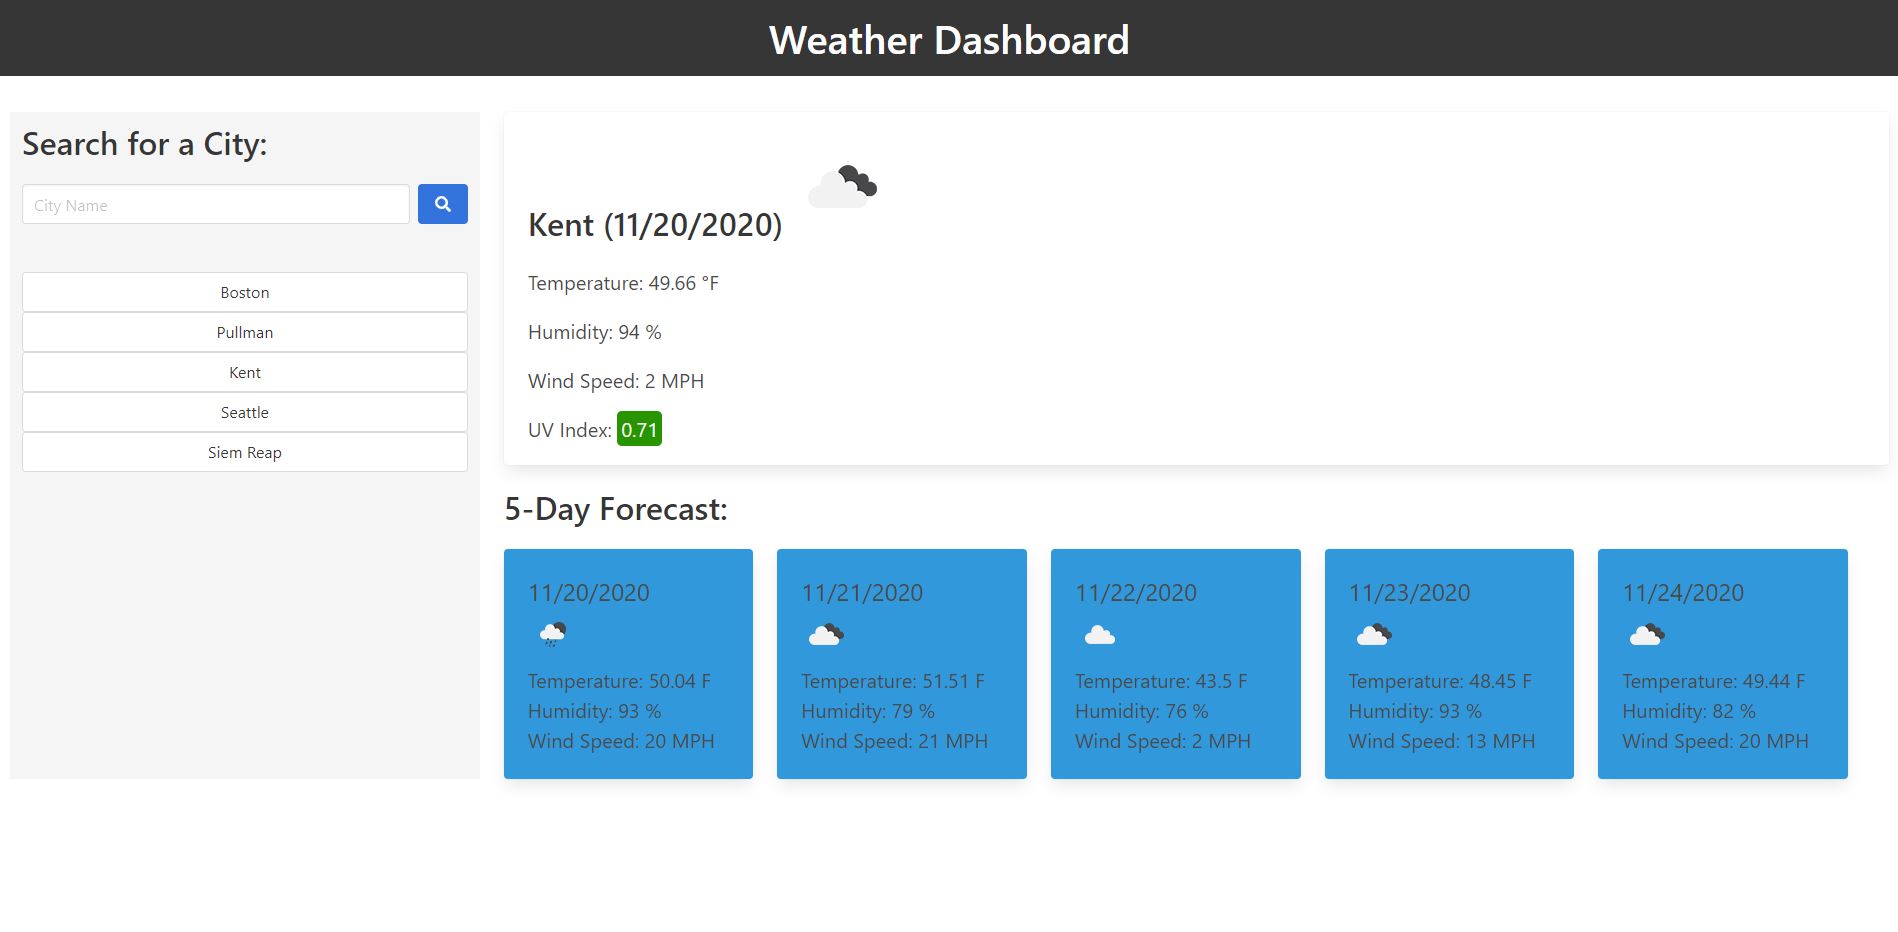 Weather Dashboard
Search for a City:
City Name
Boston
Pullman
Kent
Seattle
Siem Reap
Kent (11/20/2020)
Temperature: 49.66 °F
Humidity: 94 %
Wind Speed: 2 MPH
UV Index: 0.71
5-Day Forecast:
11/20/2020
Temperature: 50.04 F
Humidity: 93 %
Wind Speed: 20 MPH
11/21/2020
Temperature: 51.51 F
Humidity: 79 %
Wind Speed: 21 MPH
11/22/2020
Temperature: 43.5 F
Humidity: 76 %
Wind Speed: 2 MPH
11/23/2020
Temperature: 48.45 F
Humidity: 93 %
Wind Speed: 13 MPH
11/24/2020
Temperature: 49.44 F
Humidity: 82 %
Wind Speed: 20 MPH